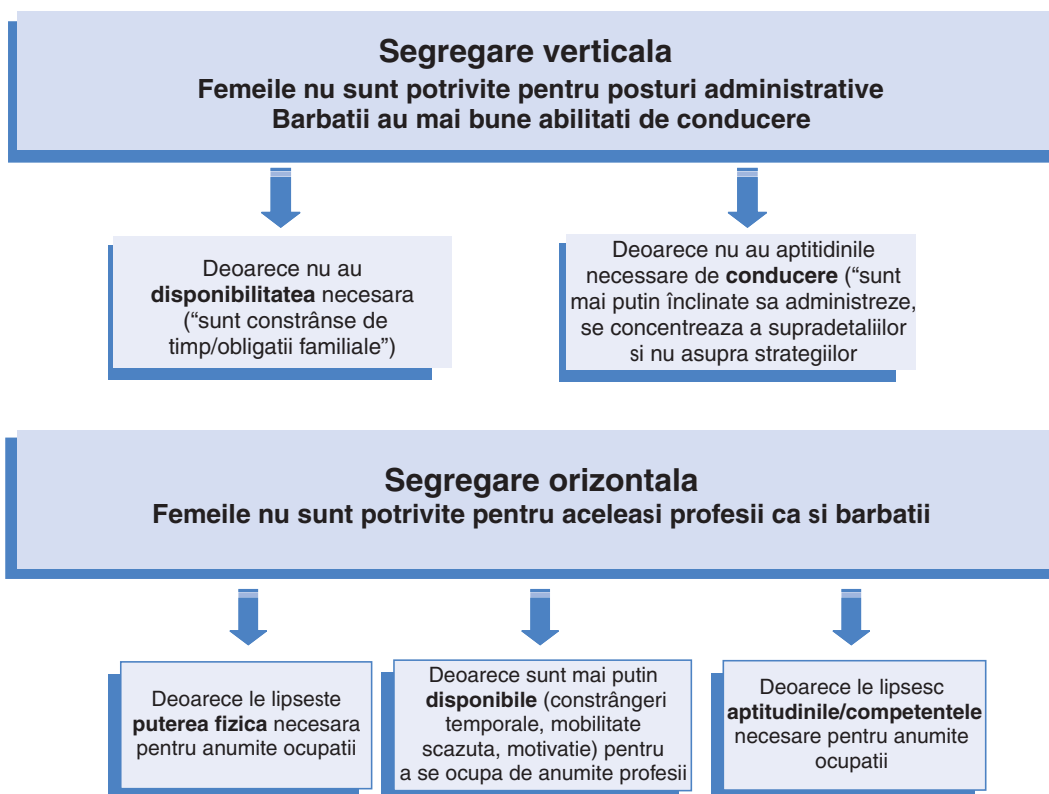 Segregare verticala
Femeile nu sunt potrivite pentru posturi administrative
Barbatii au mai bune abilitati de conducere
Deoarece nu au
disponibilitatea necesara
(“sunt constrânse de
timp/obligatii familiale”)
Deoarece nu au aptitidinile
necessare de conducere (“sunt
mai putin înclinate sa administreze,
se concentreaza a supradetaliilor
si nu asupra strategiilor
Segregare orizontala
Femeile nu sunt potrivite pentru aceleasi profesii ca si barbatii
Deoarece le lipseste
puterea fizica necesara
pentru anumite ocupatii
Deoarece sunt mai putin
disponibile (constrângeri
temporale, mobilitate
scazuta, motivatie) pentru
a se ocupa de anumite profesii
Deoarece le lipsesc
aptitudinile/competentele
necesare pentru anumite
ocupatii